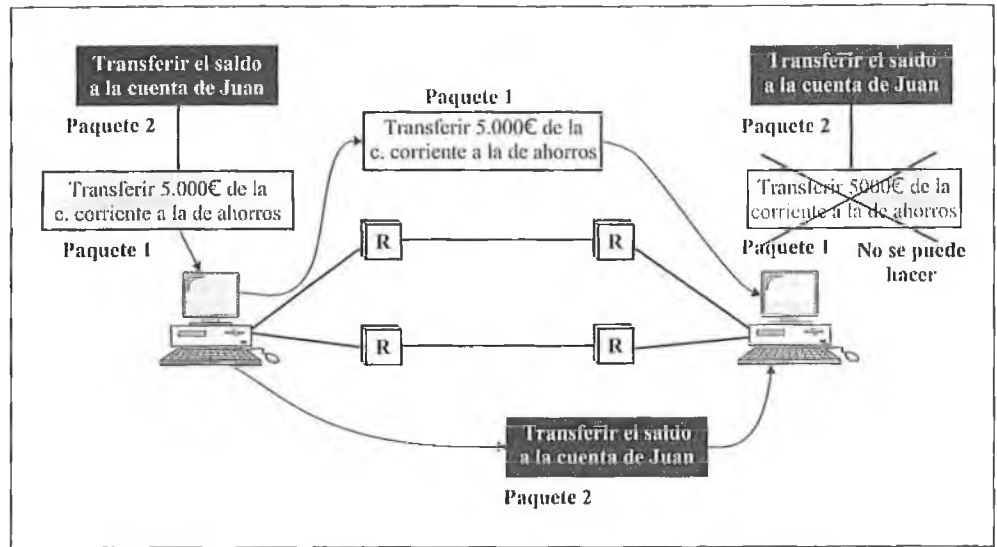 Transferir el saldo
a la cuenta de Juan
Paquete 2
Transferir 5.000€ de la
c. corriente a la de ahorros
Paquete 1
Paquete 1
Transferir 5.000€ de la
c. corriente a la de ahorros
R
R
R
R
Transferir el saldo
a la cuenta de Juan
Paquete 2
Transferir el saldo
a la cuenta de Juan
Paquete 2
Transferir 5000€ de la
corriente a la de ahorros
Paquete 1
No se puede
hacer